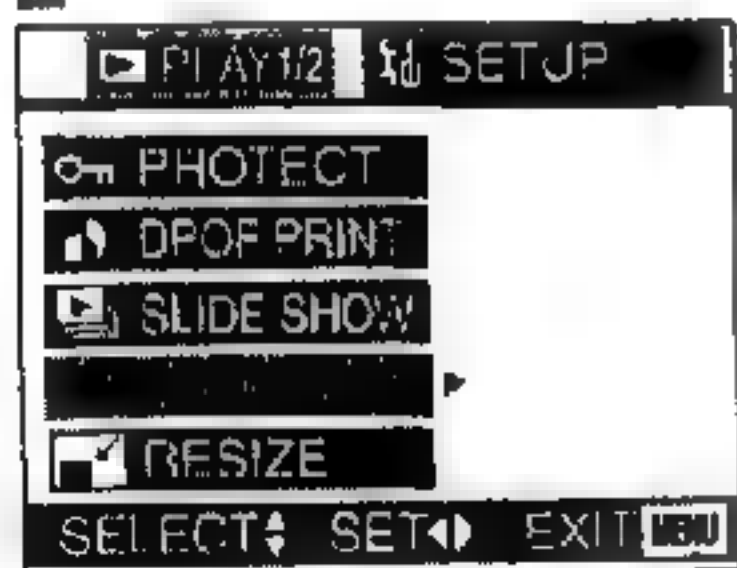 PLAY 1/2 SETUP
PROTECT
DPOF PRINT
SLIDE SHOW
RESIZE
SELECT SET EXIT MENU